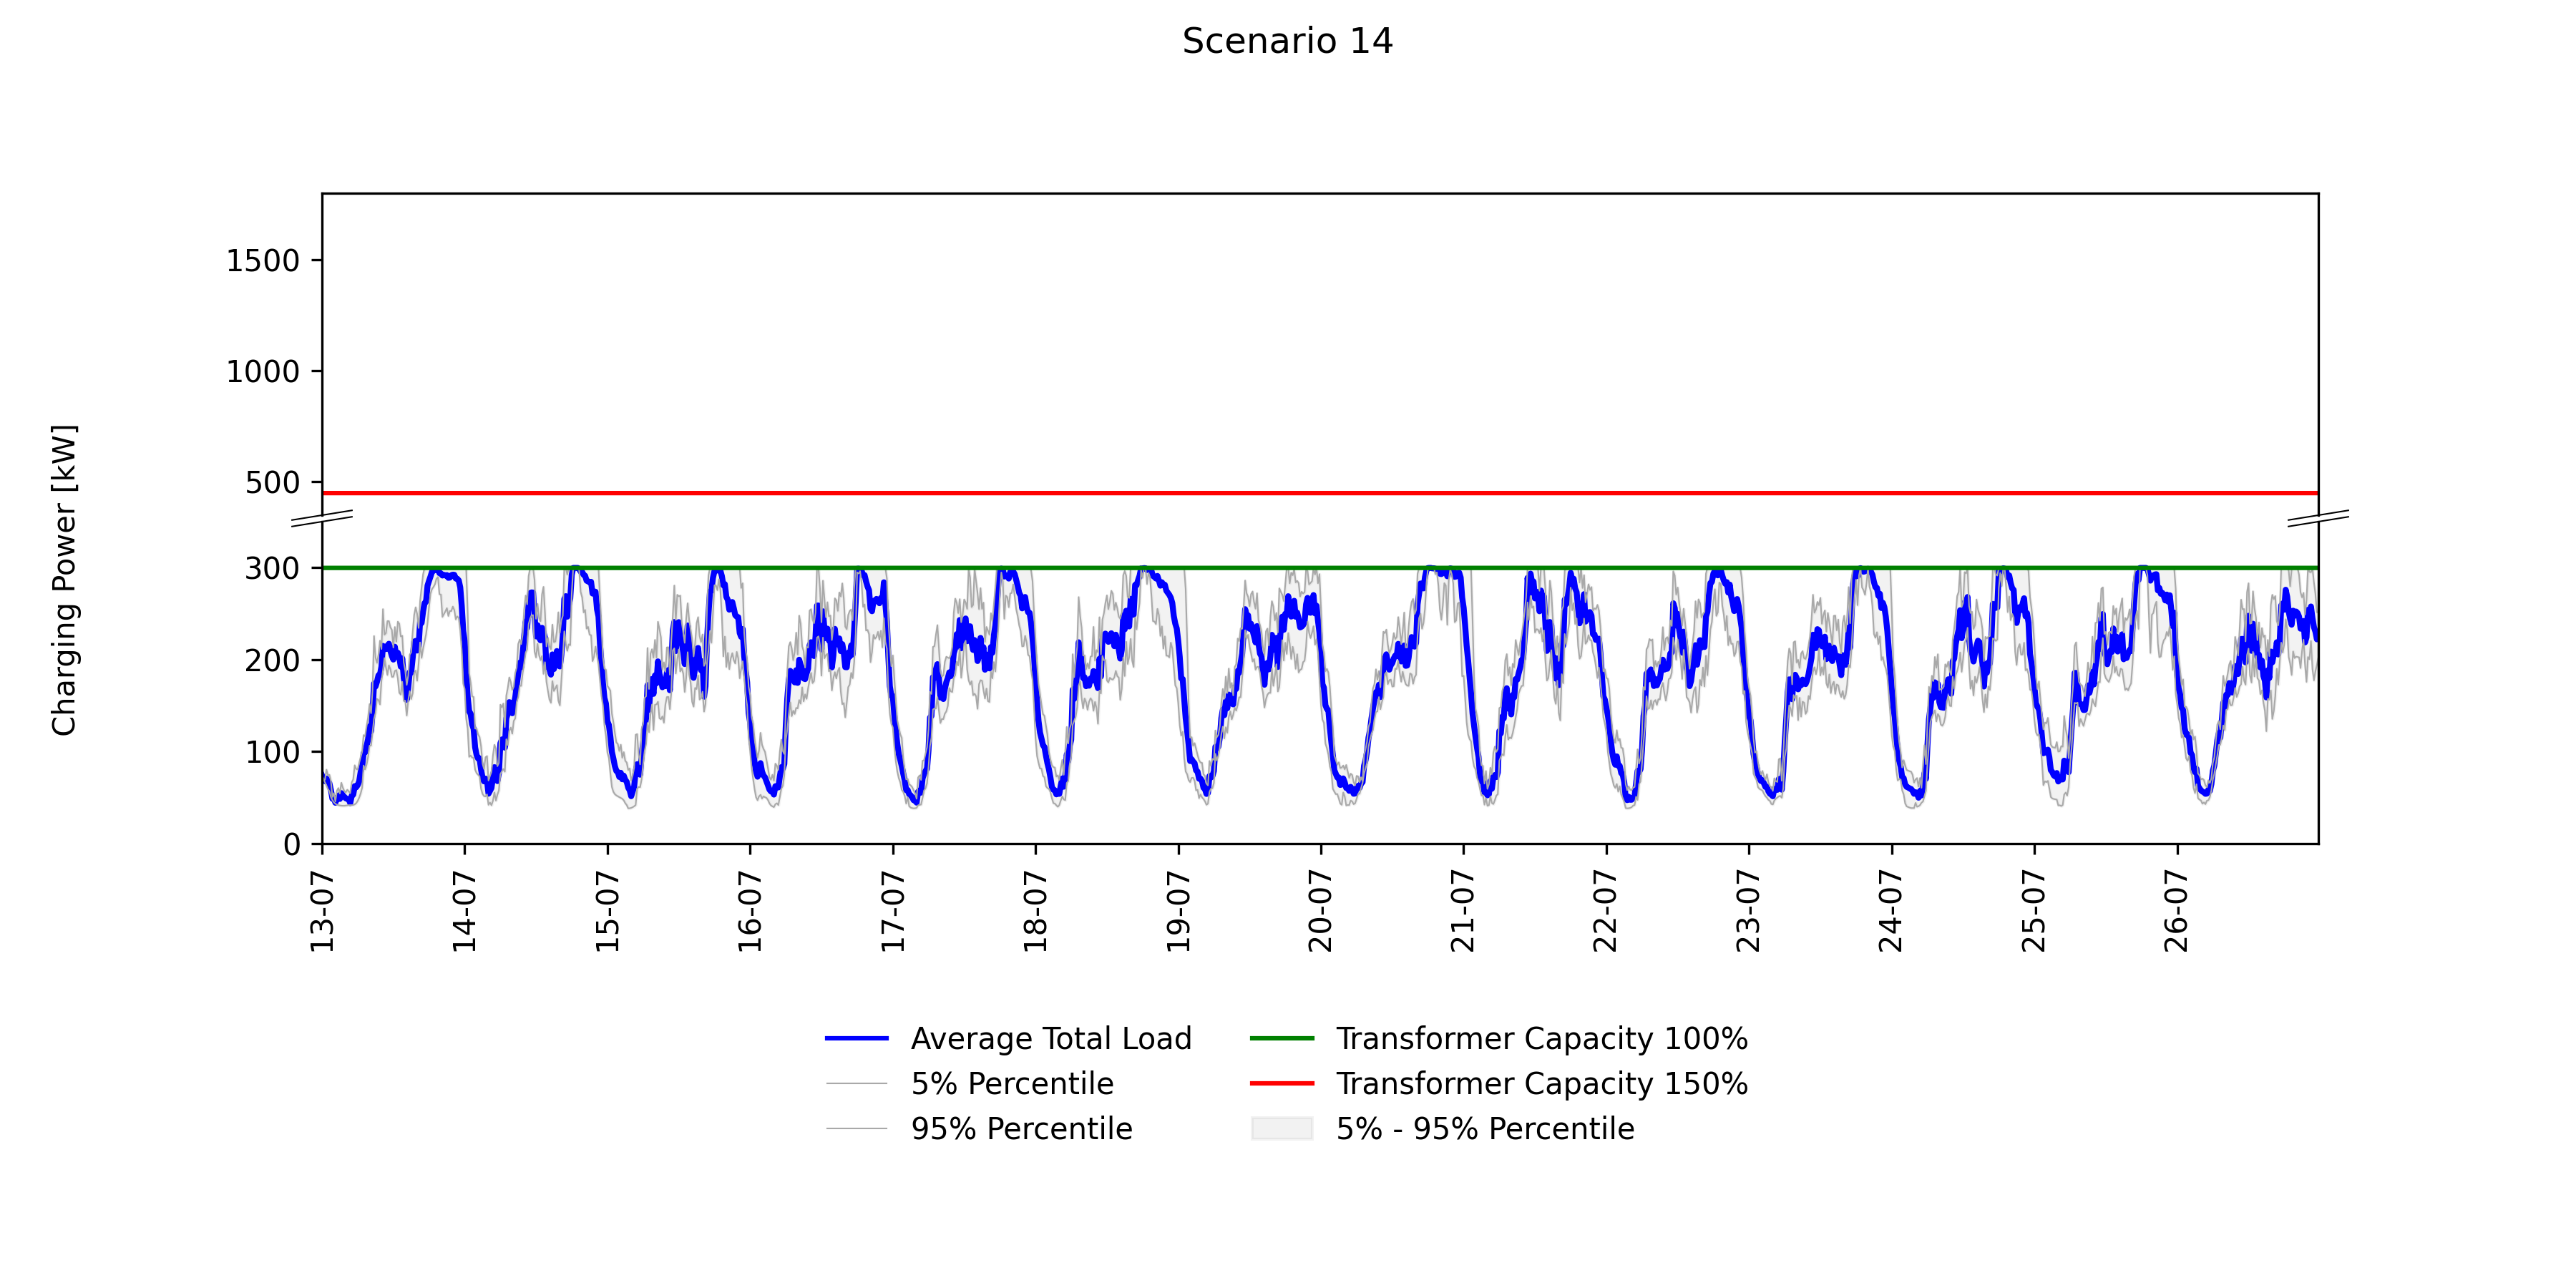 Scenario 14
Charging Power [kW]
1500
1000
500
300
200
100
0
13-07
14-07
15-07
16-07
17-07
18-07
19-07
20-07
21-07
22-07
23-07
24-07
25-07
26-07
Average Total Load
5% Percentile
95% Percentile
Transformer Capacity 100%
Transformer Capacity 150%
5% - 95% Percentile